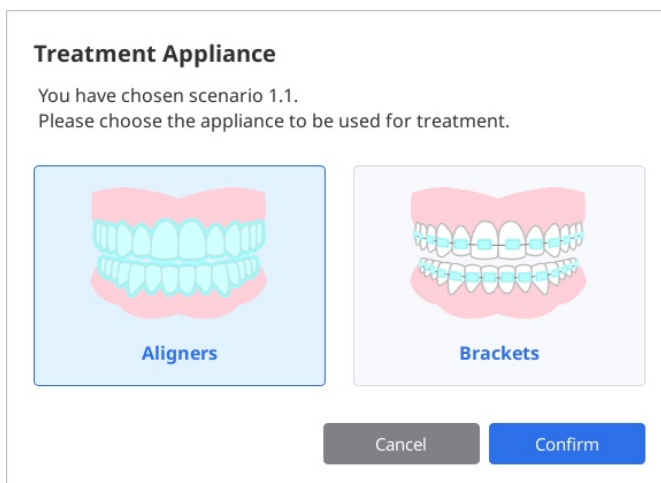 Treatment Appliance
You have chosen scenario 1.1.
Please choose the appliance to be used for treatment.
Aligners
Brackets
Cancel
Confirm